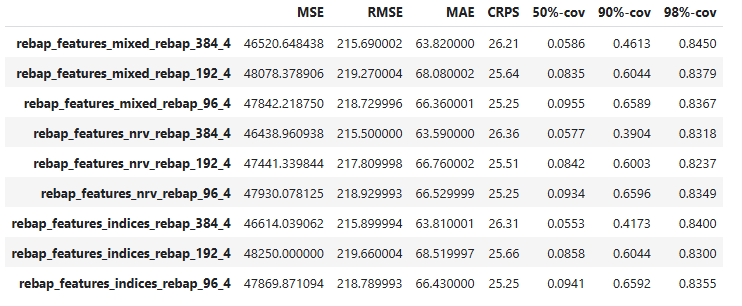 MSE RMSE MAE CRPS 50%-cov 90%-cov 98%-cov
rebap_features_mixed_rebap_384_4 46520.648438 215.690002 63.820000 26.21 0.0586 0.4613 0.8450
rebap_features_mixed_rebap_192_4 48078.378906 219.270004 68.080002 25.64 0.0835 0.6044 0.8379
rebap_features_mixed_rebap_96_4 47842.218750 218.729996 66.360001 25.25 0.0955 0.6589 0.8367
rebap_features_nrv_rebap_384_4 46438.960938 215.500000 63.590000 26.36 0.0577 0.3904 0.8318
rebap_features_nrv_rebap_192_4 47441.339844 217.809998 66.760002 25.51 0.0842 0.6003 0.8237
rebap_features_nrv_rebap_96_4 47930.078125 218.929993 66.529999 25.25 0.0934 0.6596 0.8349
rebap_features_indices_rebap_384_4 46614.039062 215.899994 63.810001 26.31 0.0553 0.4173 0.8400
rebap_features_indices_rebap_192_4 48250.000000 219.660004 68.519997 25.66 0.0858 0.6044 0.8300
rebap_features_indices_rebap_96_4 47869.871094 218.789993 66.430000 25.25 0.0941 0.6592 0.8355